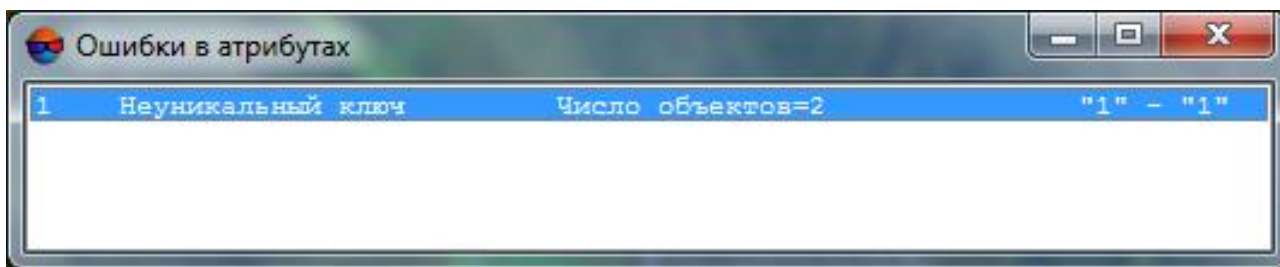 Ошибки в атрибутах
1 Неуникальный ключ Число объектов=2 "1" - "1"